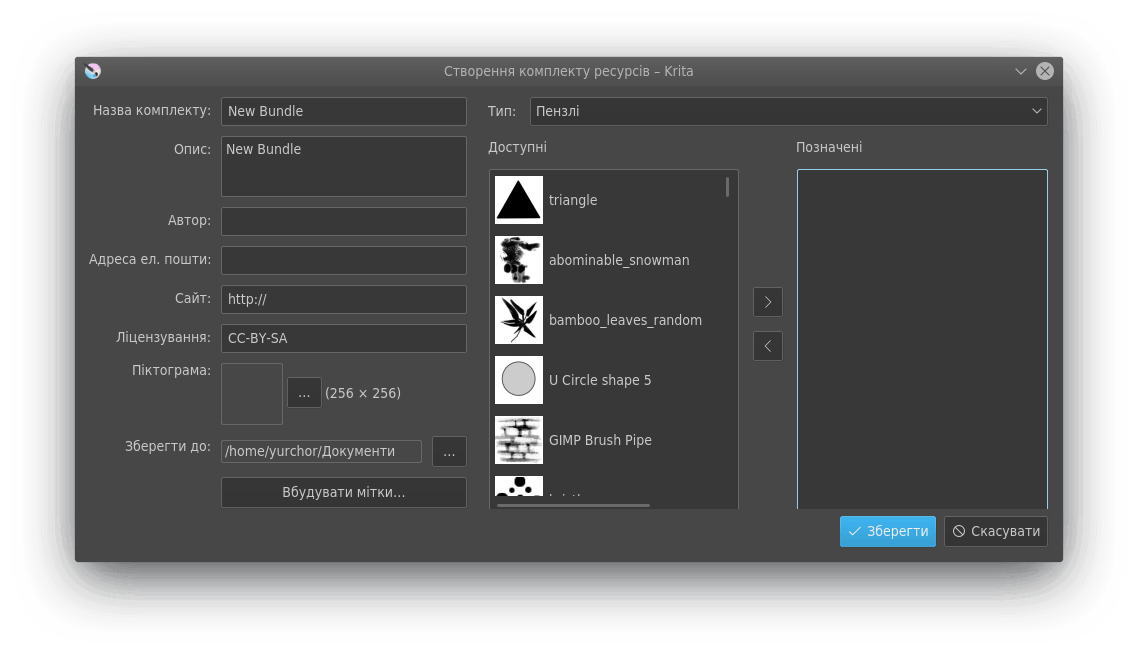 Створення комплекту ресурсів – Krita
Назва комплекту: New Bundle
Опис: New Bundle
Автор:
Адреса ел. пошти:
Сайт: http://
Ліцензування: CC-BY-SA
Піктограма: ... (256 × 256)
Зберегти до: /home/yurchor/Документи ...
Вбудувати мітки...
Тип: Пензлі
Доступні
triangle
abominable_snowman
bamboo_leaves_random
U Circle shape 5
GIMP Brush Pipe
Позначені
Зберегти
Скасувати